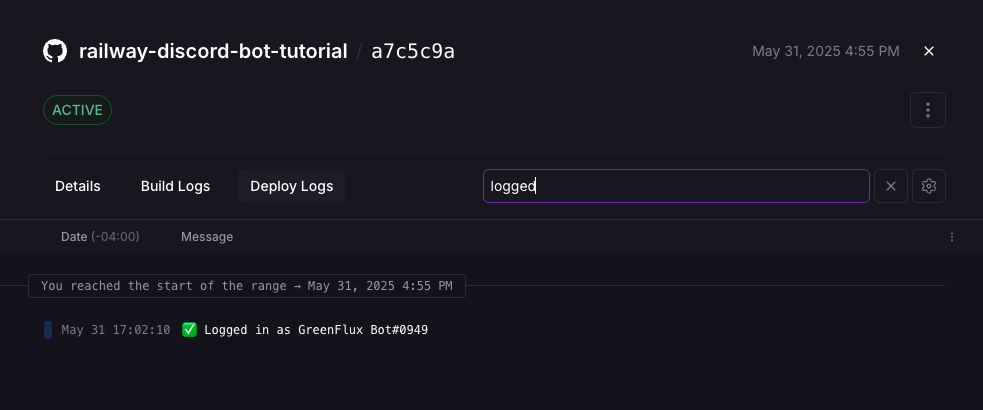 railway-discord-bot-tutorial / a7c5c9a May 31, 2025 4:55 PM
ACTIVE
Details Build Logs Deploy Logs logged
Date (-04:00) Message
You reached the start of the range → May 31, 2025 4:55 PM
May 31 17:02:10 ✅ Logged in as GreenFlux Bot#0949